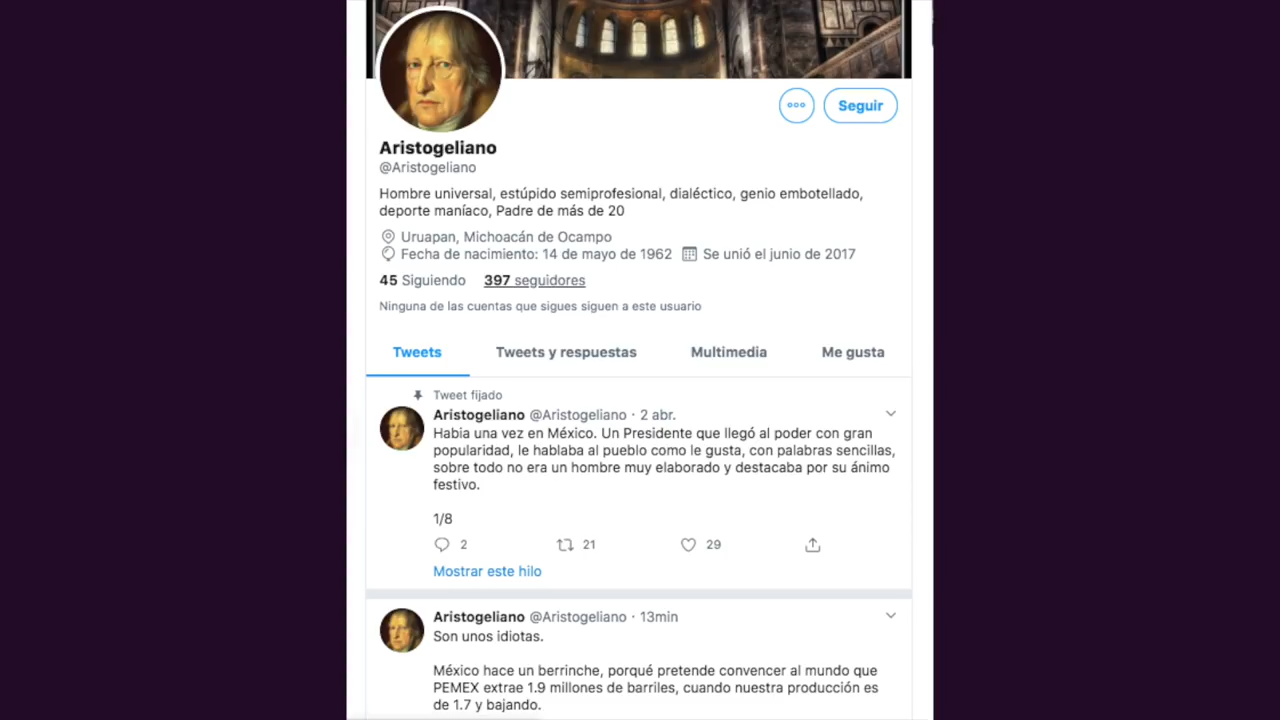 Seguir
Aristogeliano
@Aristogeliano
Hombre universal, estúpido semiprofesional, dialéctico, genio embotellado,
deporte maníaco, Padre de más de 20
Uruapan, Michoacán de Ocampo
Fecha de nacimiento: 14 de mayo de 1962 Se unió el junio de 2017
45 Siguiendo 397 seguidores
Ninguna de las cuentas que sigues siguen a este usuario
Tweets Tweets y respuestas Multimedia Me gusta
Tweet fijado
Aristogeliano @Aristogeliano · 2 abr.
Habia una vez en México. Un Presidente que llegó al poder con gran
popularidad, le hablaba al pueblo como le gusta, con palabras sencillas,
sobre todo no era un hombre muy elaborado y destacaba por su ánimo
festivo.
1/8
2 21 29
Mostrar este hilo
Aristogeliano @Aristogeliano · 13min
Son unos idiotas.
México hace un berrinche, porqué pretende convencer al mundo que
PEMEX extrae 1.9 millones de barriles, cuando nuestra producción es
de 1.7 y bajando.